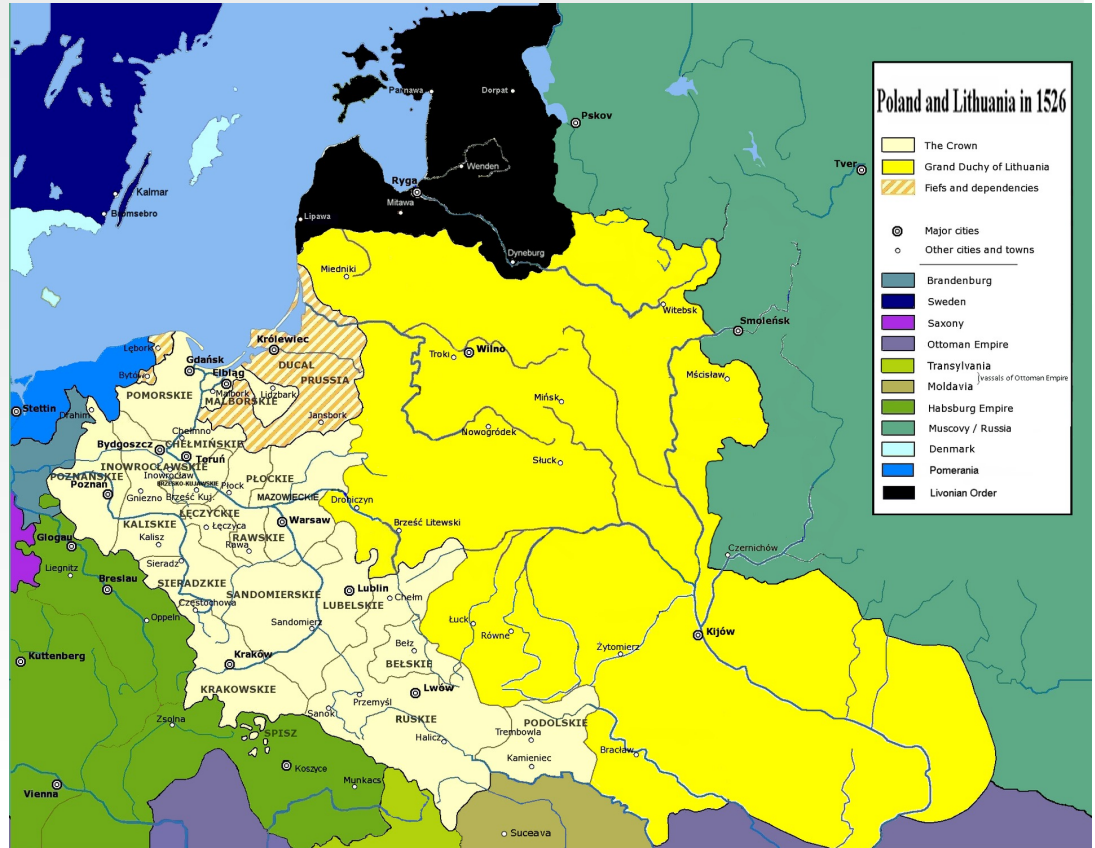 Poland and Lithuania in 1526
The Crown
Grand Duchy of Lithuania
Fiefs and dependencies
Major cities
Other cities and towns
Brandenburg
Sweden
Saxony
Ottoman Empire
Transylvania
Moldavia
}vassals of Ottoman Empire
Habsburg Empire
Muscovy / Russia
Denmark
Pomerania
Livonian Order
Parnawa
Dorpat
Pskov
Tver
Wenden
Kalmar
Ryga
Mitawa
Brömsebro
Lipawa
Dyneburg
Miedniki
Witebsk
Smoleńsk
Królewiec
Lębork
Gdańsk
Troki
Wilno
DUCAL
PRUSSIA
Elbląg
Bytów
Malbork
Lidzbark
MALBORSKIE
POMORSKIE
Mścisław
Mińsk
Stettin
Drahim
Jansbork
Nowogródek
Chełmno
Bydgoszcz
CHEŁMIŃSKIE
Toruń
Słuck
INOWROCŁAWSKIE
Inowrocław
POZNAŃSKIE
Poznań
BRZESKO-KUJAWSKIE
PŁOCKIE
Gniezno
Brześć Kuj.
Płock
MAZOWIECKIE
Drohiczyn
ŁĘCZYCKIE
KALISKIE
Łęczyca
Warsaw
Brześć Litewski
Kalisz
RAWSKIE
Rawa
Glogau
Czernichów
Liegnitz
Sieradz
Breslau
SIERADZKIE
SANDOMIERSKIE
Lublin
LUBELSKIE
Chełm
Częstochowa
Oppeln
Sandomierz
Łuck
Równe
Kijów
Bełz
Żytomierz
Kuttenberg
Kraków
BEŁSKIE
KRAKOWSKIE
Lwów
Przemyśl
Sanok
RUSKIE
PODOLSKIE
Zsolna
SPISZ
Trembowla
Halicz
Bracław
Kamieniec
Koszyce
Munkacs
Vienna
Suceava